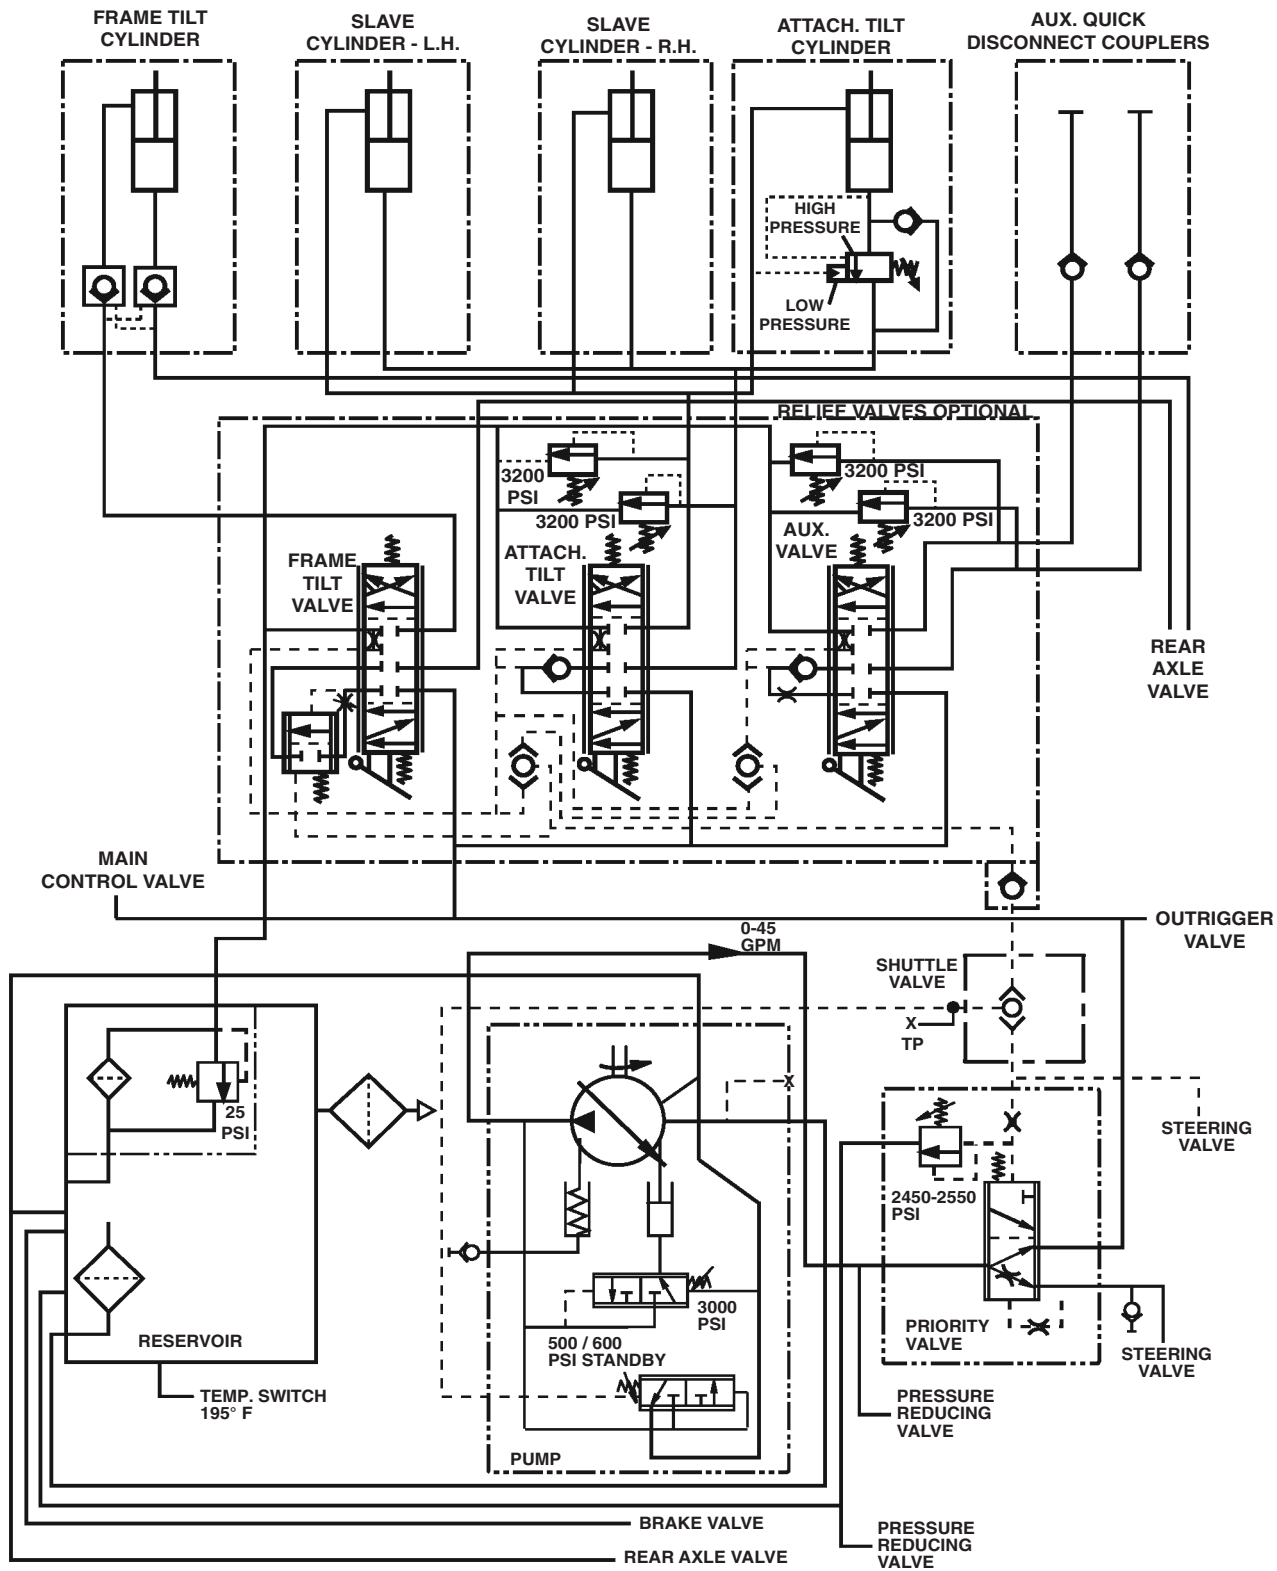 FRAME TILT
CYLINDER
SLAVE
CYLINDER - L.H.
SLAVE
CYLINDER - R.H.
ATTACH. TILT
CYLINDER
AUX. QUICK
DISCONNECT COUPLERS
HIGH
PRESSURE
LOW
PRESSURE
RELIEF VALVES OPTIONAL
3200
PSI
3200 PSI
3200 PSI
3200 PSI
FRAME
TILT
VALVE
ATTACH.
TILT
VALVE
AUX.
VALVE
REAR
AXLE
VALVE
MAIN
CONTROL VALVE
OUTRIGGER
VALVE
0-45
GPM
SHUTTLE
VALVE
X
TP
X
25
PSI
STEERING
VALVE
2450-2550
PSI
3000
PSI
PRIORITY
VALVE
RESERVOIR
500 / 600
PSI STANDBY
STEERING
VALVE
TEMP. SWITCH
195° F
PRESSURE
REDUCING
VALVE
PUMP
BRAKE VALVE
REAR AXLE VALVE
PRESSURE
REDUCING
VALVE